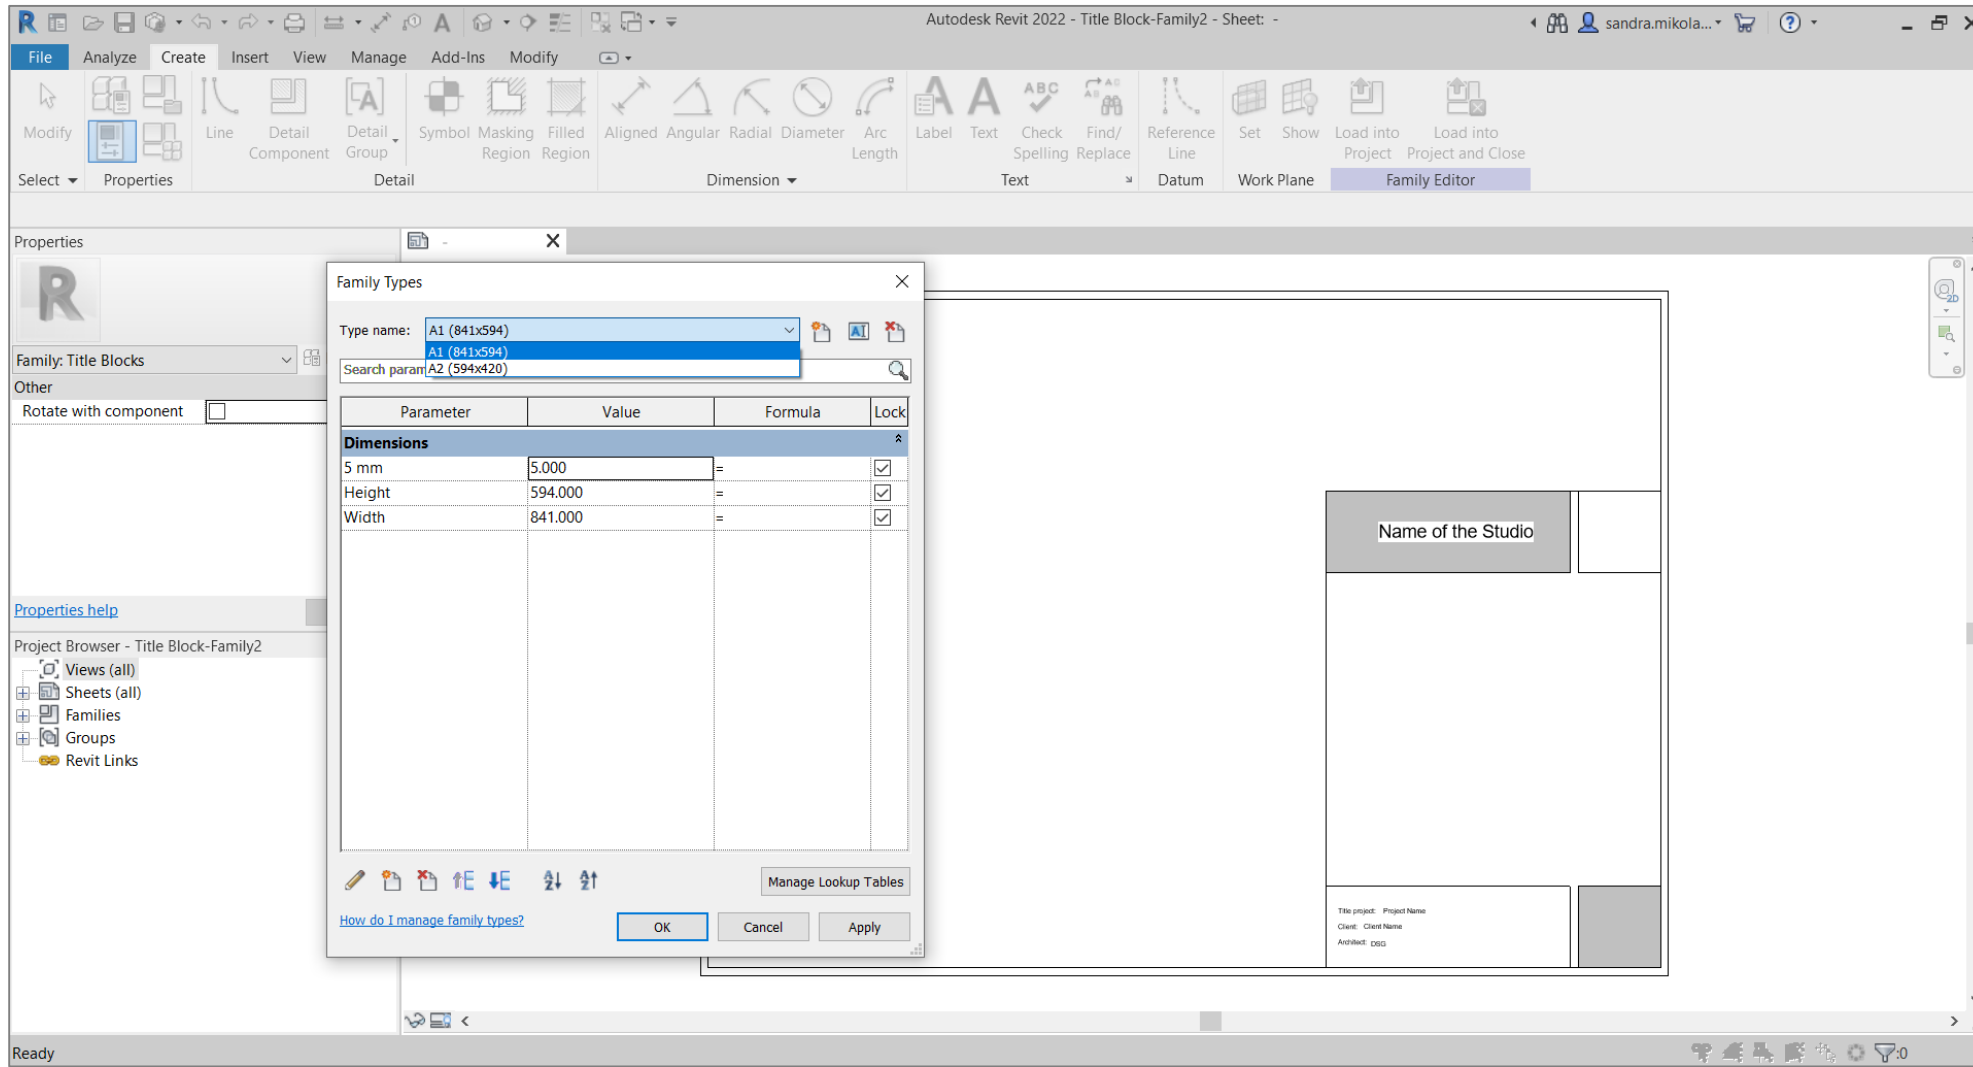 Autodesk Revit 2022 - Title Block-Family2 - Sheet: -
sandra.mikola...
File Analyze Create Insert View Manage Add-Ins Modify
Modify Line Detail Component Detail Group Symbol Masking Region Filled Region Aligned Angular Radial Diameter Arc Length Label Text Check Spelling Find/ Replace Reference Line Set Show Load into Project Load into Project and Close
Select Properties Detail Dimension Text Datum Work Plane Family Editor
Properties
-
Family: Title Blocks
Other
Rotate with component
Properties help
Project Browser - Title Block-Family2
Views (all)
Sheets (all)
Families
Groups
Revit Links
Family Types
Type name: A1 (841x594)
A1 (841x594)
Search param
A2 (594x420)
Parameter Value Formula Lock
Dimensions
5 mm 5.000 =
Height 594.000 =
Width 841.000 =
Manage Lookup Tables
How do I manage family types?
OK Cancel Apply
Name of the Studio
Title project: Project Name
Client: Client Name
Architect: DSG
Ready
:0